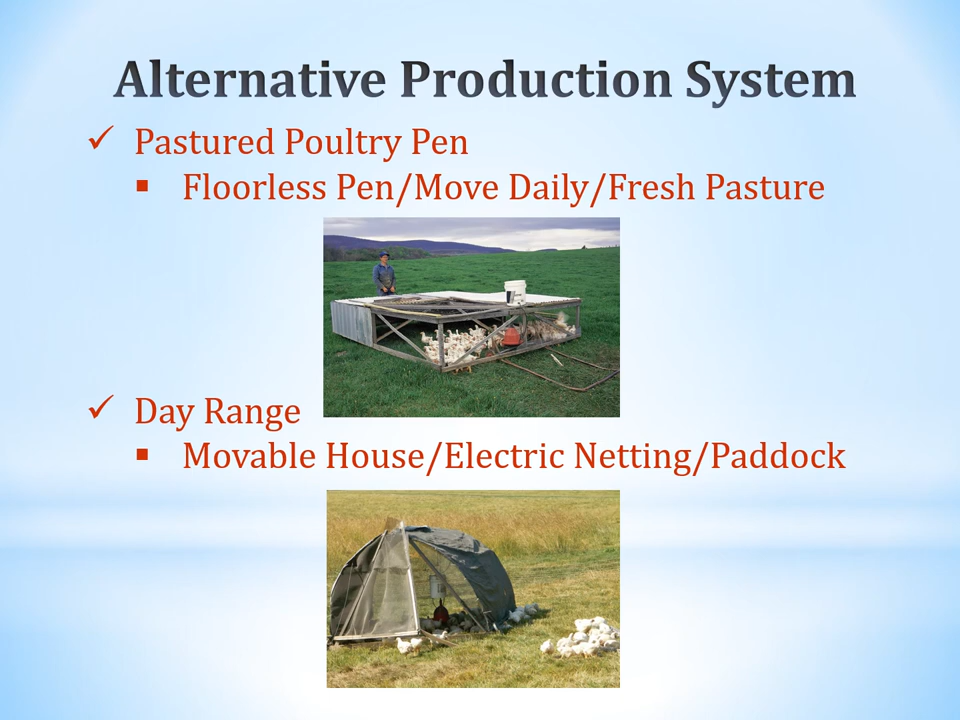 Alternative Production System
✓ Pastured Poultry Pen
▪ Floorless Pen/Move Daily/Fresh Pasture
✓ Day Range
▪ Movable House/Electric Netting/Paddock